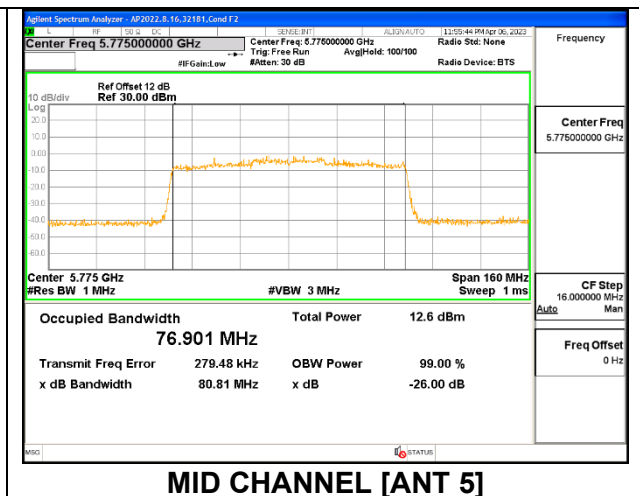 Agilent Spectrum Analyzer - AP2022.8.16,32181,Cond F2
L RF 50 Ω DC SENSE:INT ALIGN AUTO 11:55:44 PM Apr 06, 2023
Center Freq 5.775000000 GHz
Center Freq: 5.775000000 GHz
Radio Std: None
Trig: Free Run Avg|Hold: 100/100
#IFGain:Low
#Atten: 30 dB
Radio Device: BTS
Frequency
Ref Offset 12 dB
10 dB/div Ref 30.00 dBm
Log
20.0
10.0
0.00
-10.0
-20.0
-30.0
-40.0
-50.0
-60.0
Center 5.775 GHz Span 160 MHz
#Res BW 1 MHz #VBW 3 MHz Sweep 1 ms
Center Freq
5.775000000 GHz
CF Step
16.000000 MHz
Auto Man
Freq Offset
0 Hz
Occupied Bandwidth Total Power 12.6 dBm
76.901 MHz
Transmit Freq Error 279.48 kHz OBW Power 99.00 %
x dB Bandwidth 80.81 MHz x dB -26.00 dB
MSG STATUS
MID CHANNEL [ANT 5]